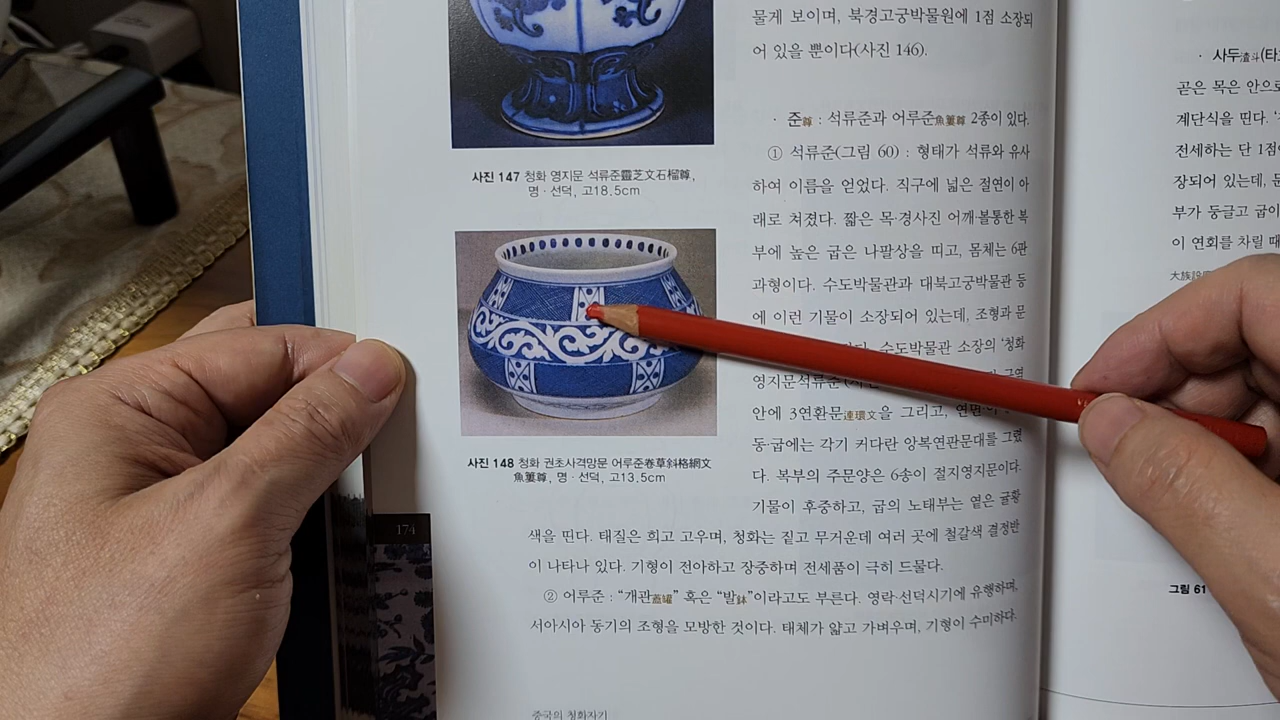 사진 147 청화 영지문 석류준靈芝文石榴尊,
명·선덕, 고18.5cm
사진 148 청화 권초사격망문 어루준卷草斜格網文
魚簍尊, 명·선덕, 고13.5cm
174
물게 보이며, 북경고궁박물원에 1점 소장되
어 있을 뿐이다(사진 146).
· 준尊 : 석류준과 어루준魚簍尊 2종이 있다.
① 석류준(그림 60) : 형태가 석류와 유사
하여 이름을 얻었다. 직구에 넓은 절연이 아
래로 쳐졌다. 짧은 목·경사진 어깨·볼통한 복
부에 높은 굽은 나팔상을 띠고, 몸체는 6판
과형이다. 수도박물관과 대북고궁박물관 등
에 이런 기물이 소장되어 있는데, 조형과 문
수도박물관 소장의 '청화
영지문석류준
안에 3연환문連環文을 그리고,
동·굽에는 각기 커다란 앙복연판문대를 그렸
다. 복부의 주문양은 6송이 절지영지문이다.
기물이 후중하고, 굽의 노태부는 옅은 귤황
색을 띤다. 태질은 희고 고우며, 청화는 짙고 무거운데 여러 곳에 철갈색 결정반
이 나타나 있다. 기형이 전아하고 장중하며 전세품이 극히 드물다.
② 어루준 : "개관蓋罐" 혹은 "발鉢"이라고도 부른다. 영락·선덕시기에 유행하며,
서아시아 동기의 조형을 모방한 것이다. 태체가 얇고 가벼우며, 기형이 수미하다.
중국의 청화자기
· 사두渣斗(타
곧은 목은 안으로
계단식을 띤다.
전세하는 단 1점
장되어 있는데,
부가 둥글고 굽이
이 연회를 차릴 때
그림 61